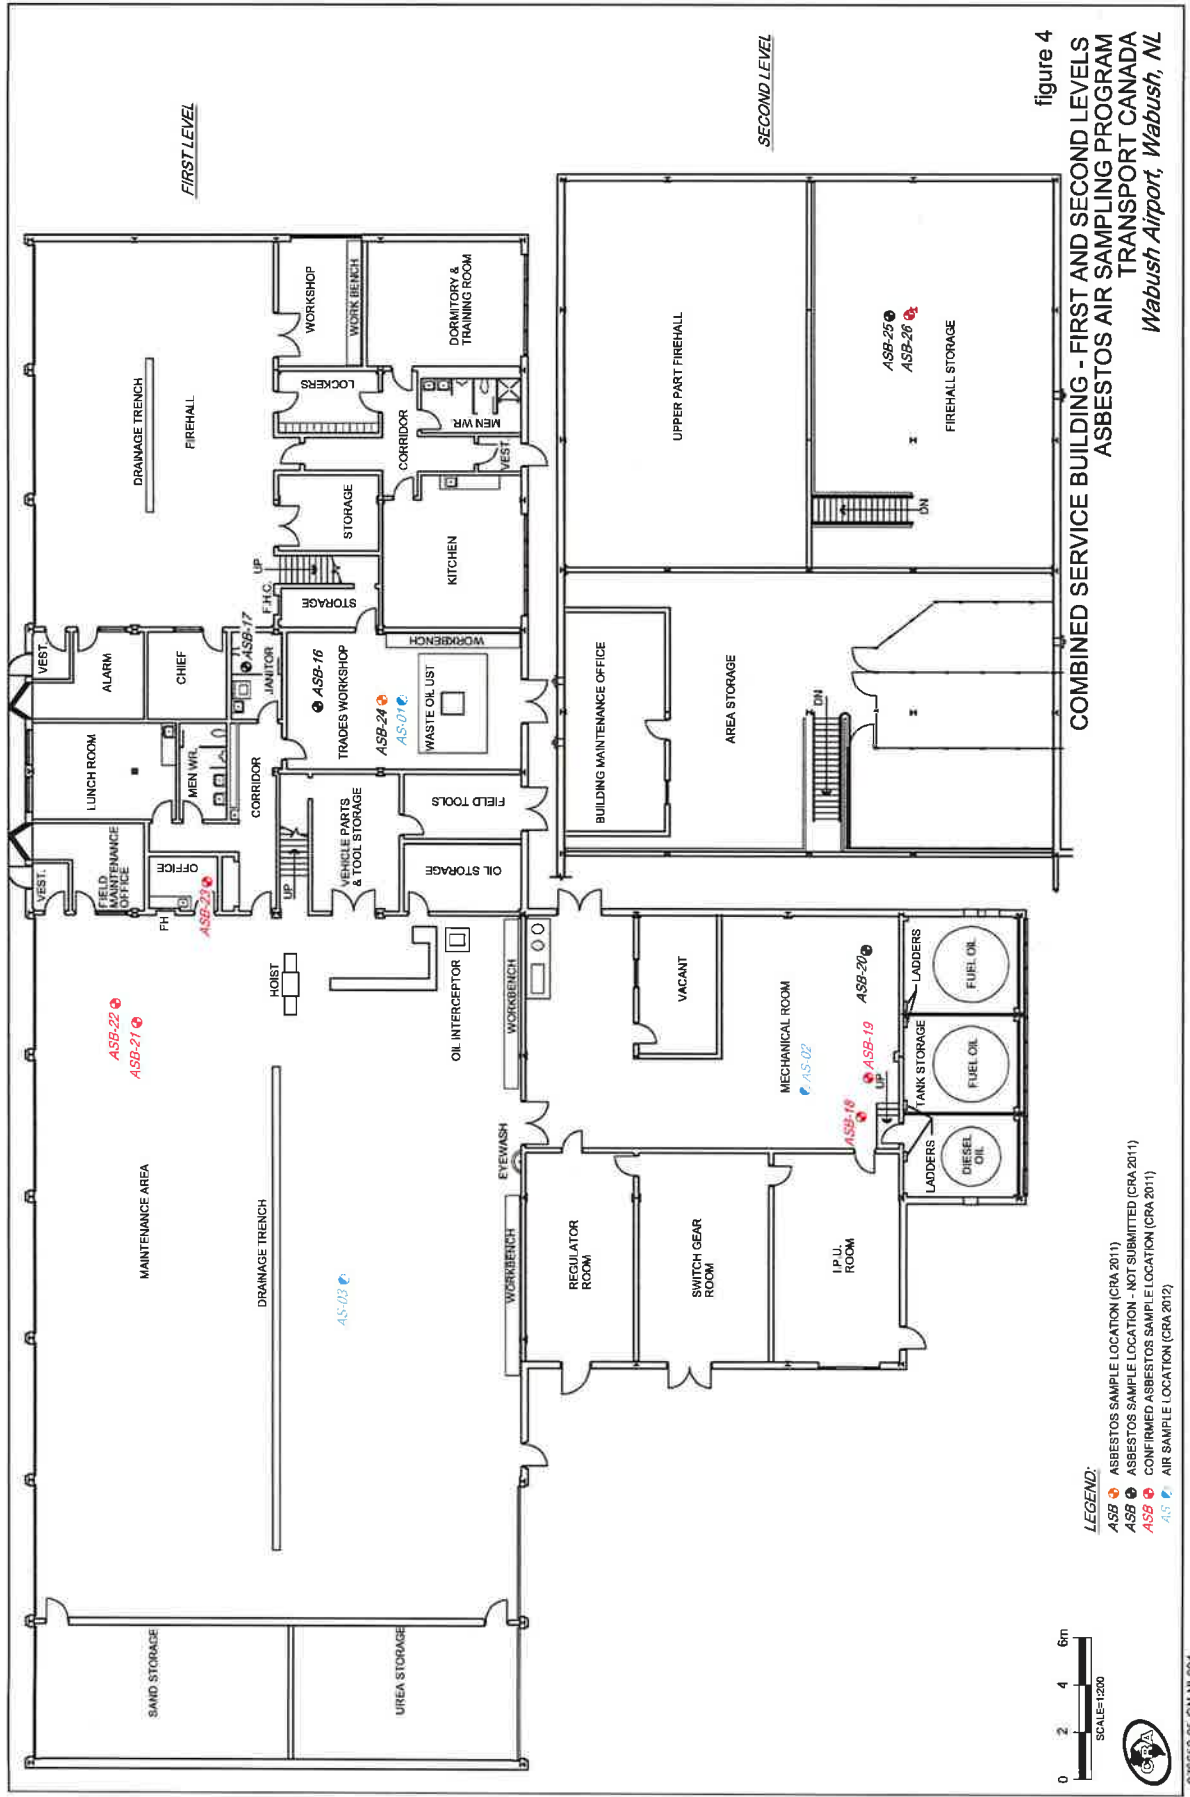 FIRST LEVEL
SECOND LEVEL
VEST.
FIELD
MAINTENANCE
OFFICE
LUNCH ROOM
VEST.
ALARM
DRAINAGE TRENCH
FIREHALL
FH
OFFICE
ASB-23
MEN WR.
CHIEF
CORRIDOR
JANITOR
ASB-17
F.H.C.
UP
UP
STORAGE
STORAGE
LOCKERS
WORKSHOP
WORK BENCH
VEHICLE PARTS
& TOOL STORAGE
TRADES WORKSHOP
ASB-16
ASB-24
AS-01
WASTE OIL UST
WORKBENCH
KITCHEN
CORRIDOR
MEN WR.
VEST.
DORMITORY &
TRAINING ROOM
OIL STORAGE
FIELD TOOLS
SAND STORAGE
UREA STORAGE
MAINTENANCE AREA
DRAINAGE TRENCH
ASB-22
ASB-21
HOIST
AS-03
OIL INTERCEPTOR
WORKBENCH
EYEWASH
WORKBENCH
REGULATOR
ROOM
SWITCH GEAR
ROOM
I.P.U.
ROOM
VACANT
MECHANICAL ROOM
AS-02
ASB-18
ASB-19
ASB-20
UP
LADDERS
TANK STORAGE
LADDERS
DIESEL
OIL
FUEL OIL
FUEL OIL
BUILDING MAINTENANCE OFFICE
AREA STORAGE
DN
UPPER PART FIREHALL
ASB-25
ASB-26
FIREHALL STORAGE
DN
LEGEND:
ASB ASBESTOS SAMPLE LOCATION (CRA 2011)
ASB ASBESTOS SAMPLE LOCATION - NOT SUBMITTED (CRA 2011)
ASB CONFIRMED ASBESTOS SAMPLE LOCATION (CRA 2011)
AS AIR SAMPLE LOCATION (CRA 2012)
0 2 4 6m
SCALE=1:200
CRA
figure 4
COMBINED SERVICE BUILDING - FIRST AND SECOND LEVELS
ASBESTOS AIR SAMPLING PROGRAM
TRANSPORT CANADA
Wabush Airport, Wabush, NL